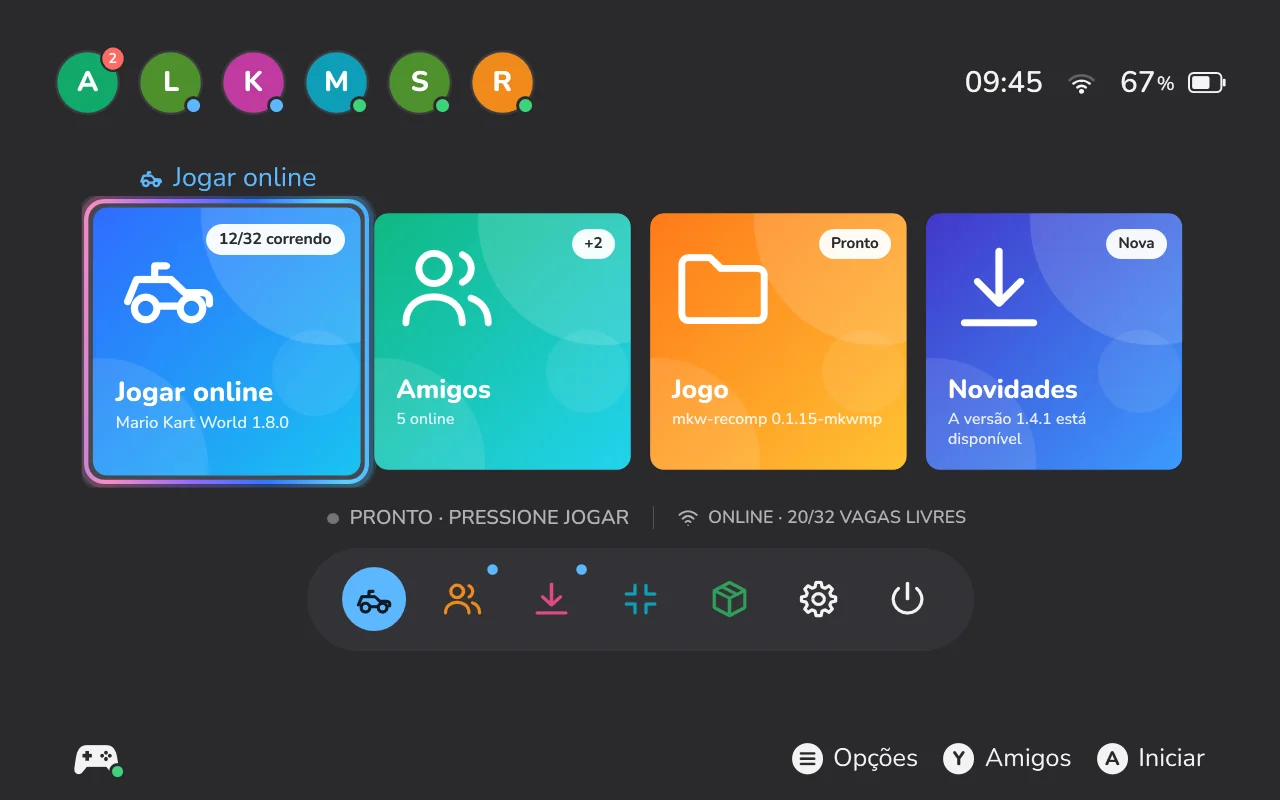 A 2 L K M S R
09:45 67%
Jogar online
12/32 correndo
Jogar online
Mario Kart World 1.8.0
+2
Amigos
5 online
Pronto
Jogo
mkw-recomp 0.1.15-mkwmp
Nova
Novidades
A versão 1.4.1 está
disponível
PRONTO · PRESSIONE JOGAR
ONLINE · 20/32 VAGAS LIVRES
Opções Y Amigos A Iniciar